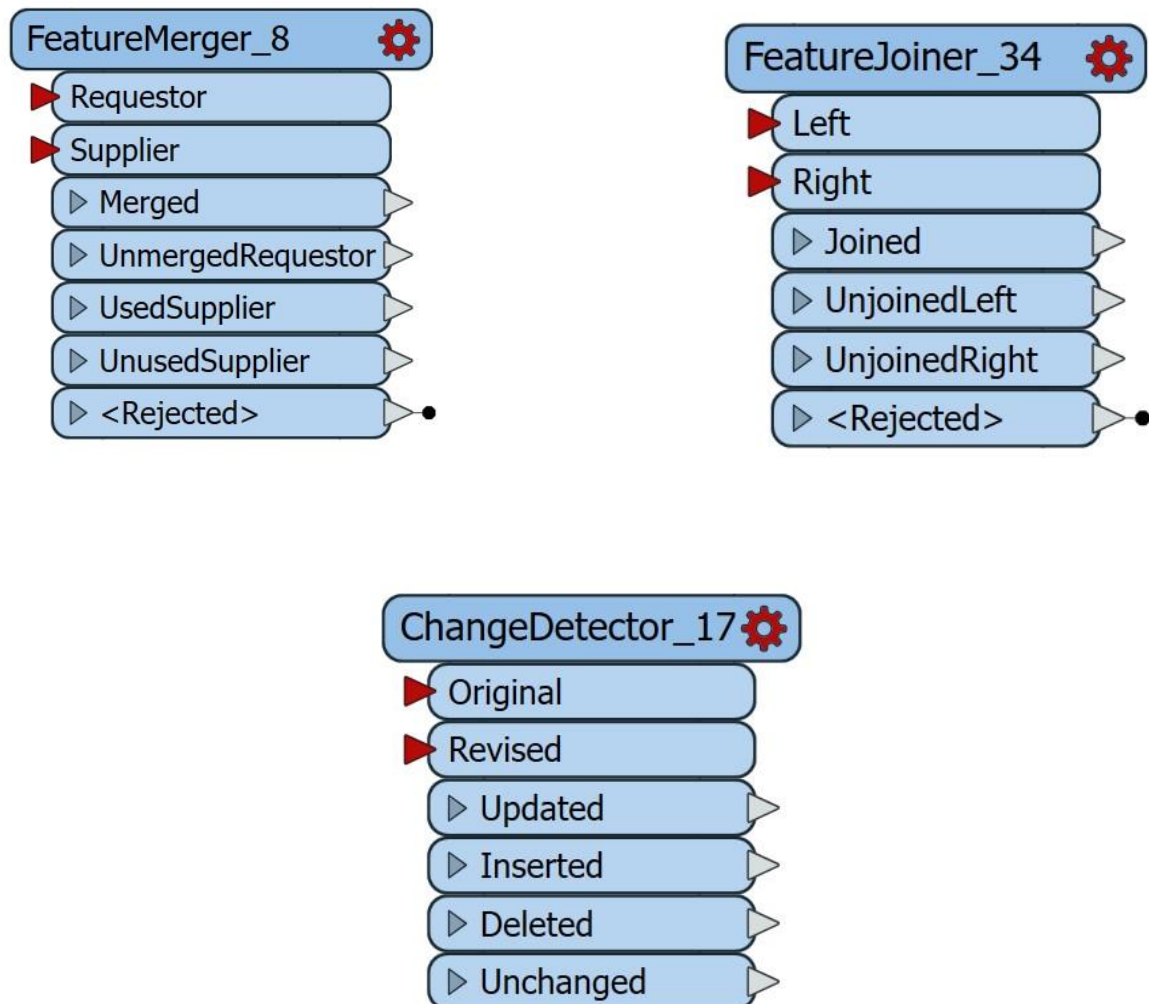 FeatureMerger_8
Requestor
Supplier
Merged
UnmergedRequestor
UsedSupplier
UnusedSupplier
<Rejected>
FeatureJoiner_34
Left
Right
Joined
UnjoinedLeft
UnjoinedRight
<Rejected>
ChangeDetector_17
Original
Revised
Updated
Inserted
Deleted
Unchanged